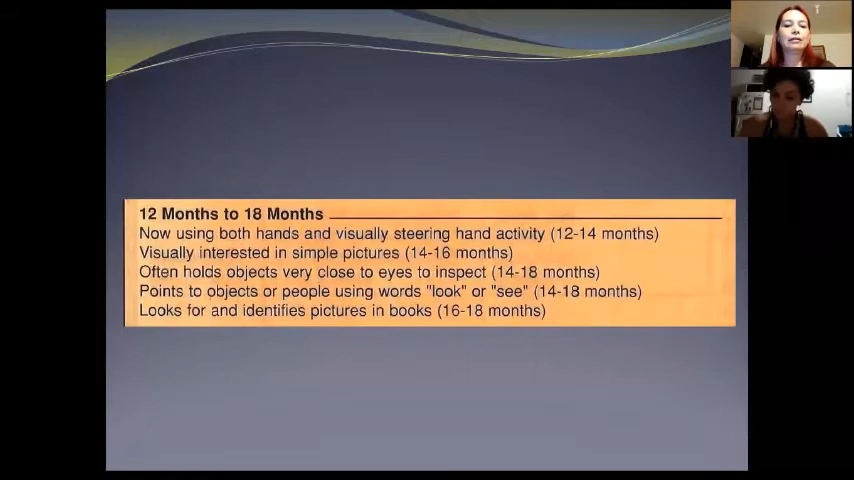 12 Months to 18 Months
Now using both hands and visually steering hand activity (12-14 months)
Visually interested in simple pictures (14-16 months)
Often holds objects very close to eyes to inspect (14-18 months)
Points to objects or people using words "look" or "see" (14-18 months)
Looks for and identifies pictures in books (16-18 months)